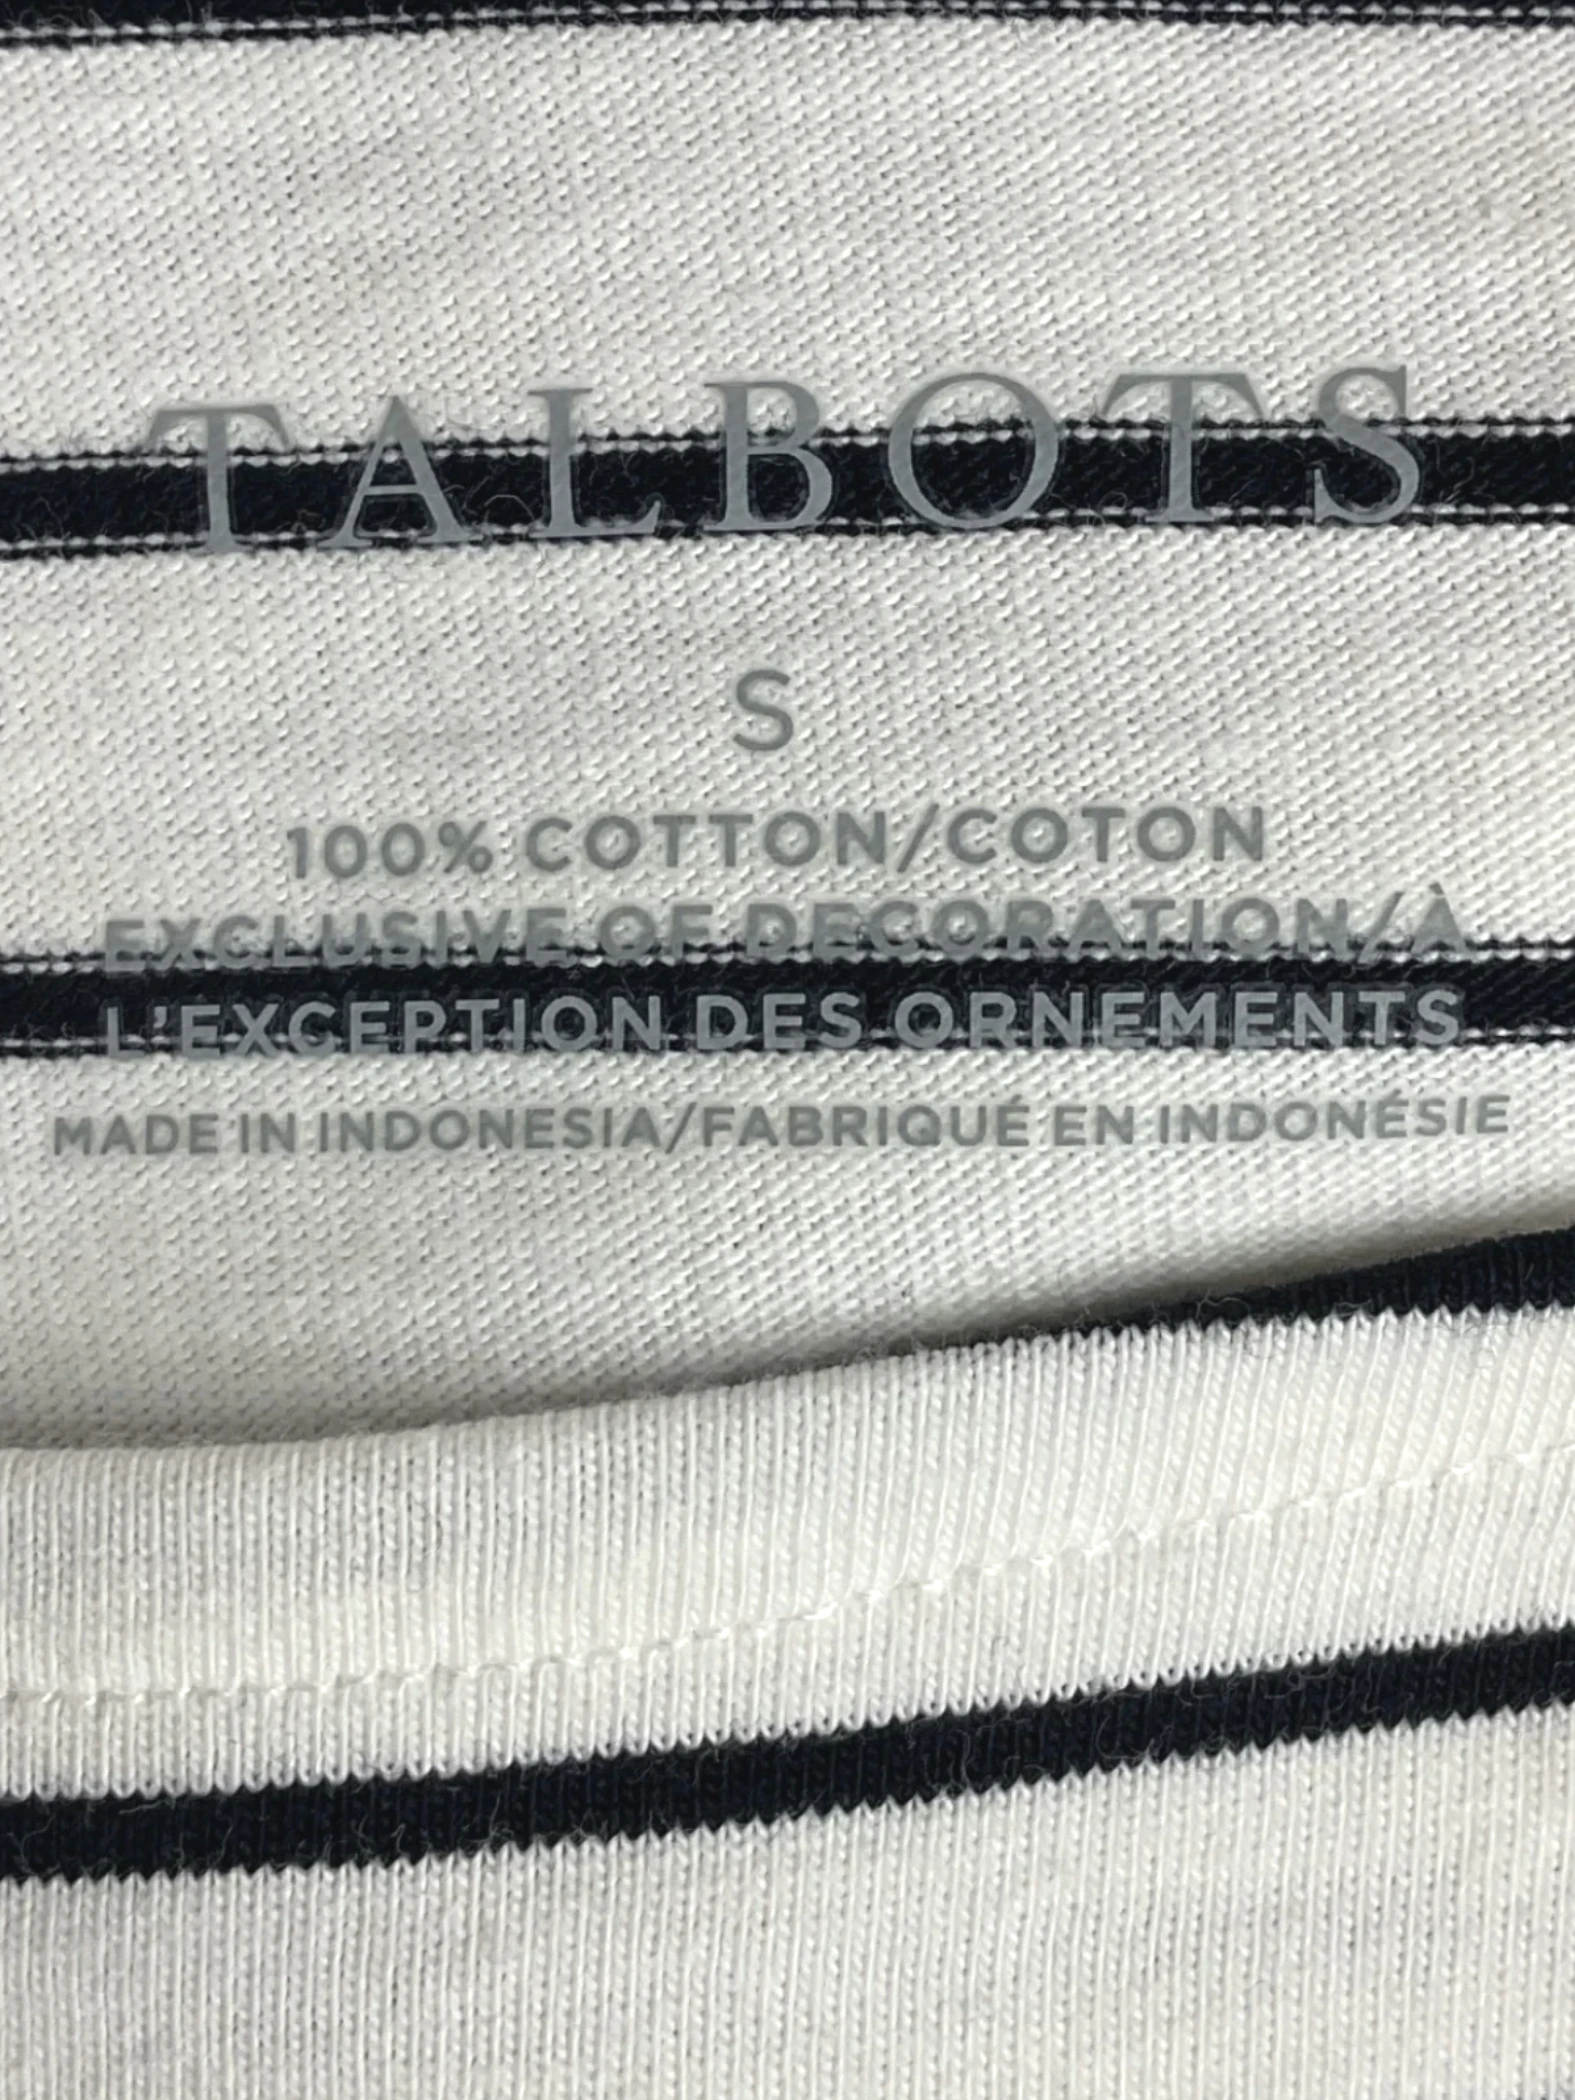 TALBOTS
S
100% COTTON/COTON
EXCLUSIVE OF DECORATION/À
L'EXCEPTION DES ORNEMENTS
MADE IN INDONESIA/FABRIQUÉ EN INDONÉSIE